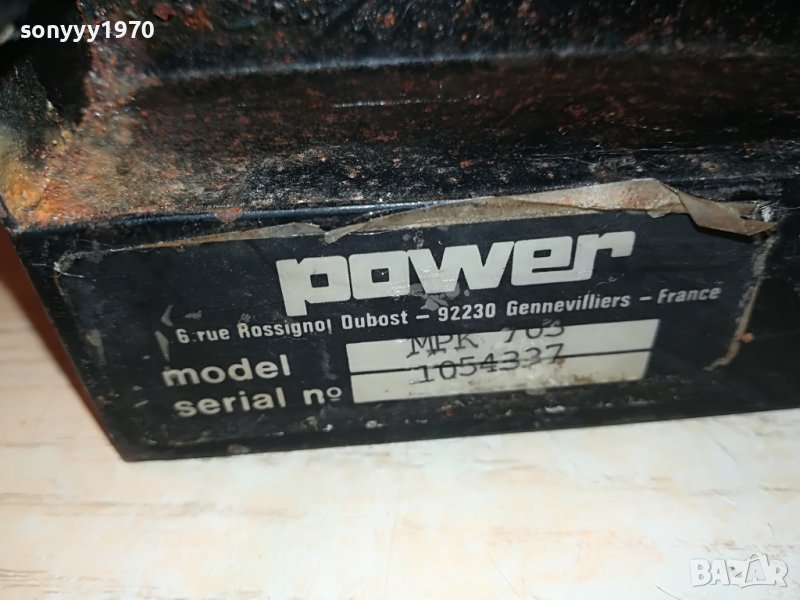 sonyyy1970
power
6 rue Rossignol Dubost – 92230 Gennevilliers – France
model MPK 703
serial nº 1054337
BAZAR